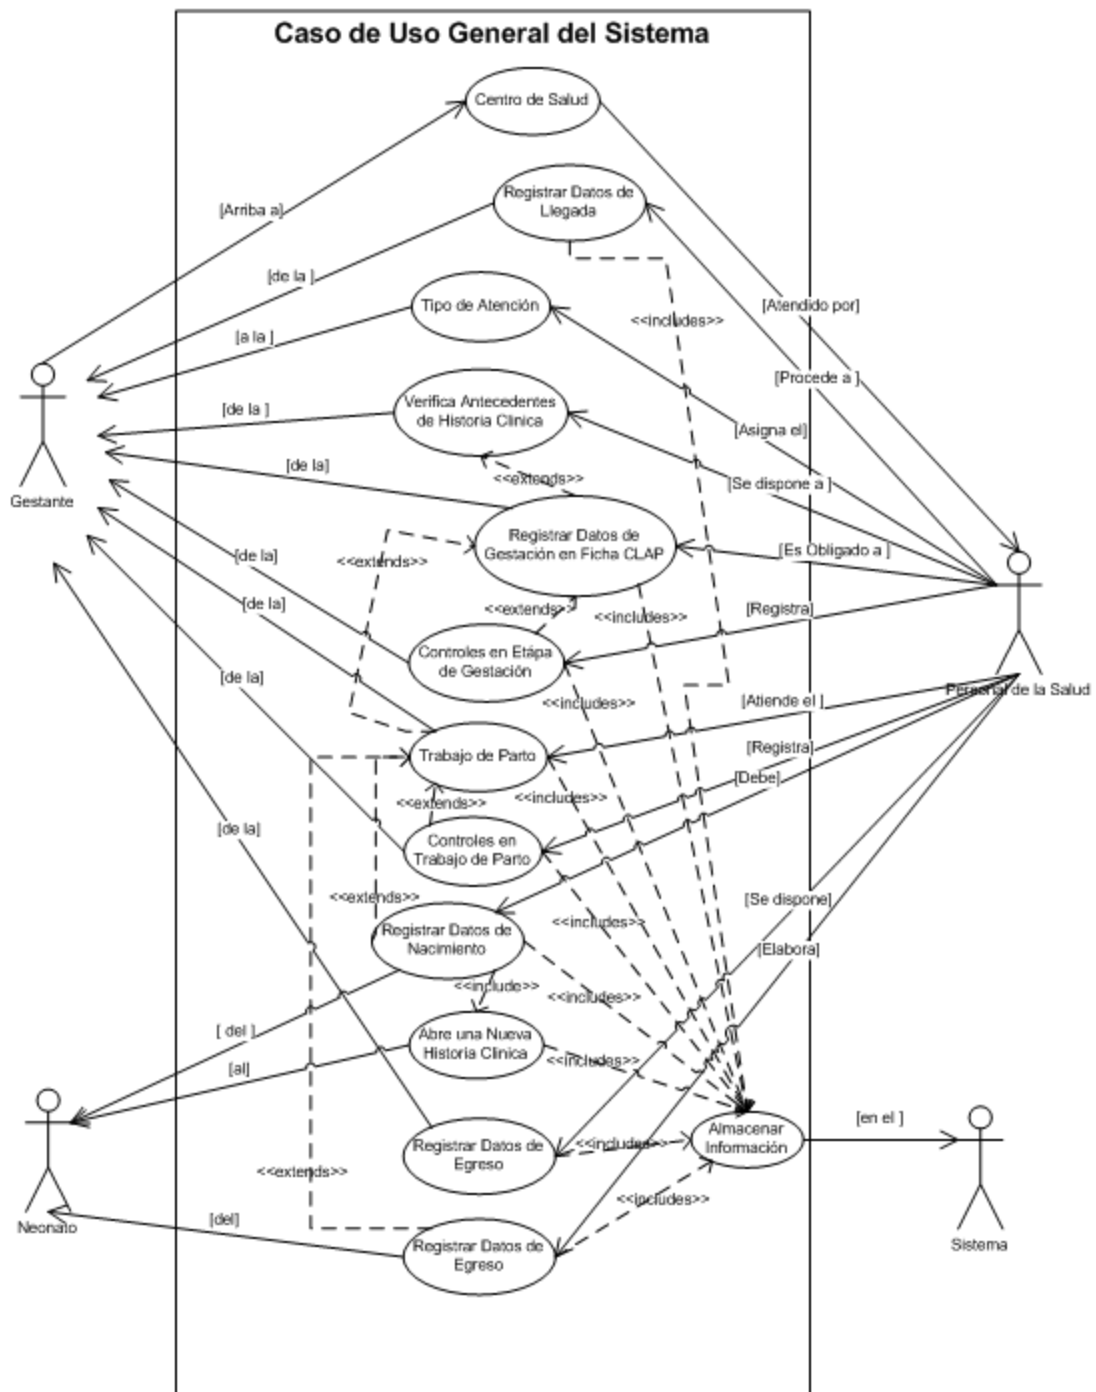 Caso de Uso General del Sistema
Centro de Salud
Registrar Datos de
Llegada
[Arriba a]
[de la ]
[Atendido por]
Tipo de Atención
<<includes>>
[a la ]
[Procede a ]
Verifica Antecedentes
de Historia Clinica
[de la ]
[Asigna el]
[de la]
<<extends>>
[Se dispone a ]
Gestante
Registrar Datos de
Gestación en Ficha CLAP
[de la]
<<extends>>
[Es Obligado a ]
[de la]
<<extends>>
<<includes>>
[Registra]
Controles en Etápa
de Gestación
[de la]
Personal de la Salud
<<includes>>
[Atiende el ]
Trabajo de Parto
[Registra]
[Debe]
<<extends>>
<<includes>>
[de la]
Controles en
Trabajo de Parto
<<extends>>
[Se dispone]
Registrar Datos de
Nacimiento
<<includes>>
[Elabora]
<<include>>
<<includes>>
[ del ]
Abre una Nueva
Historia Clinica
<<includes>>
[al]
Almacenar
Información
[en el ]
Registrar Datos de
Egreso
<<includes>>
<<extends>>
<<includes>>
Neonato
[del]
Sistema
Registrar Datos de
Egreso